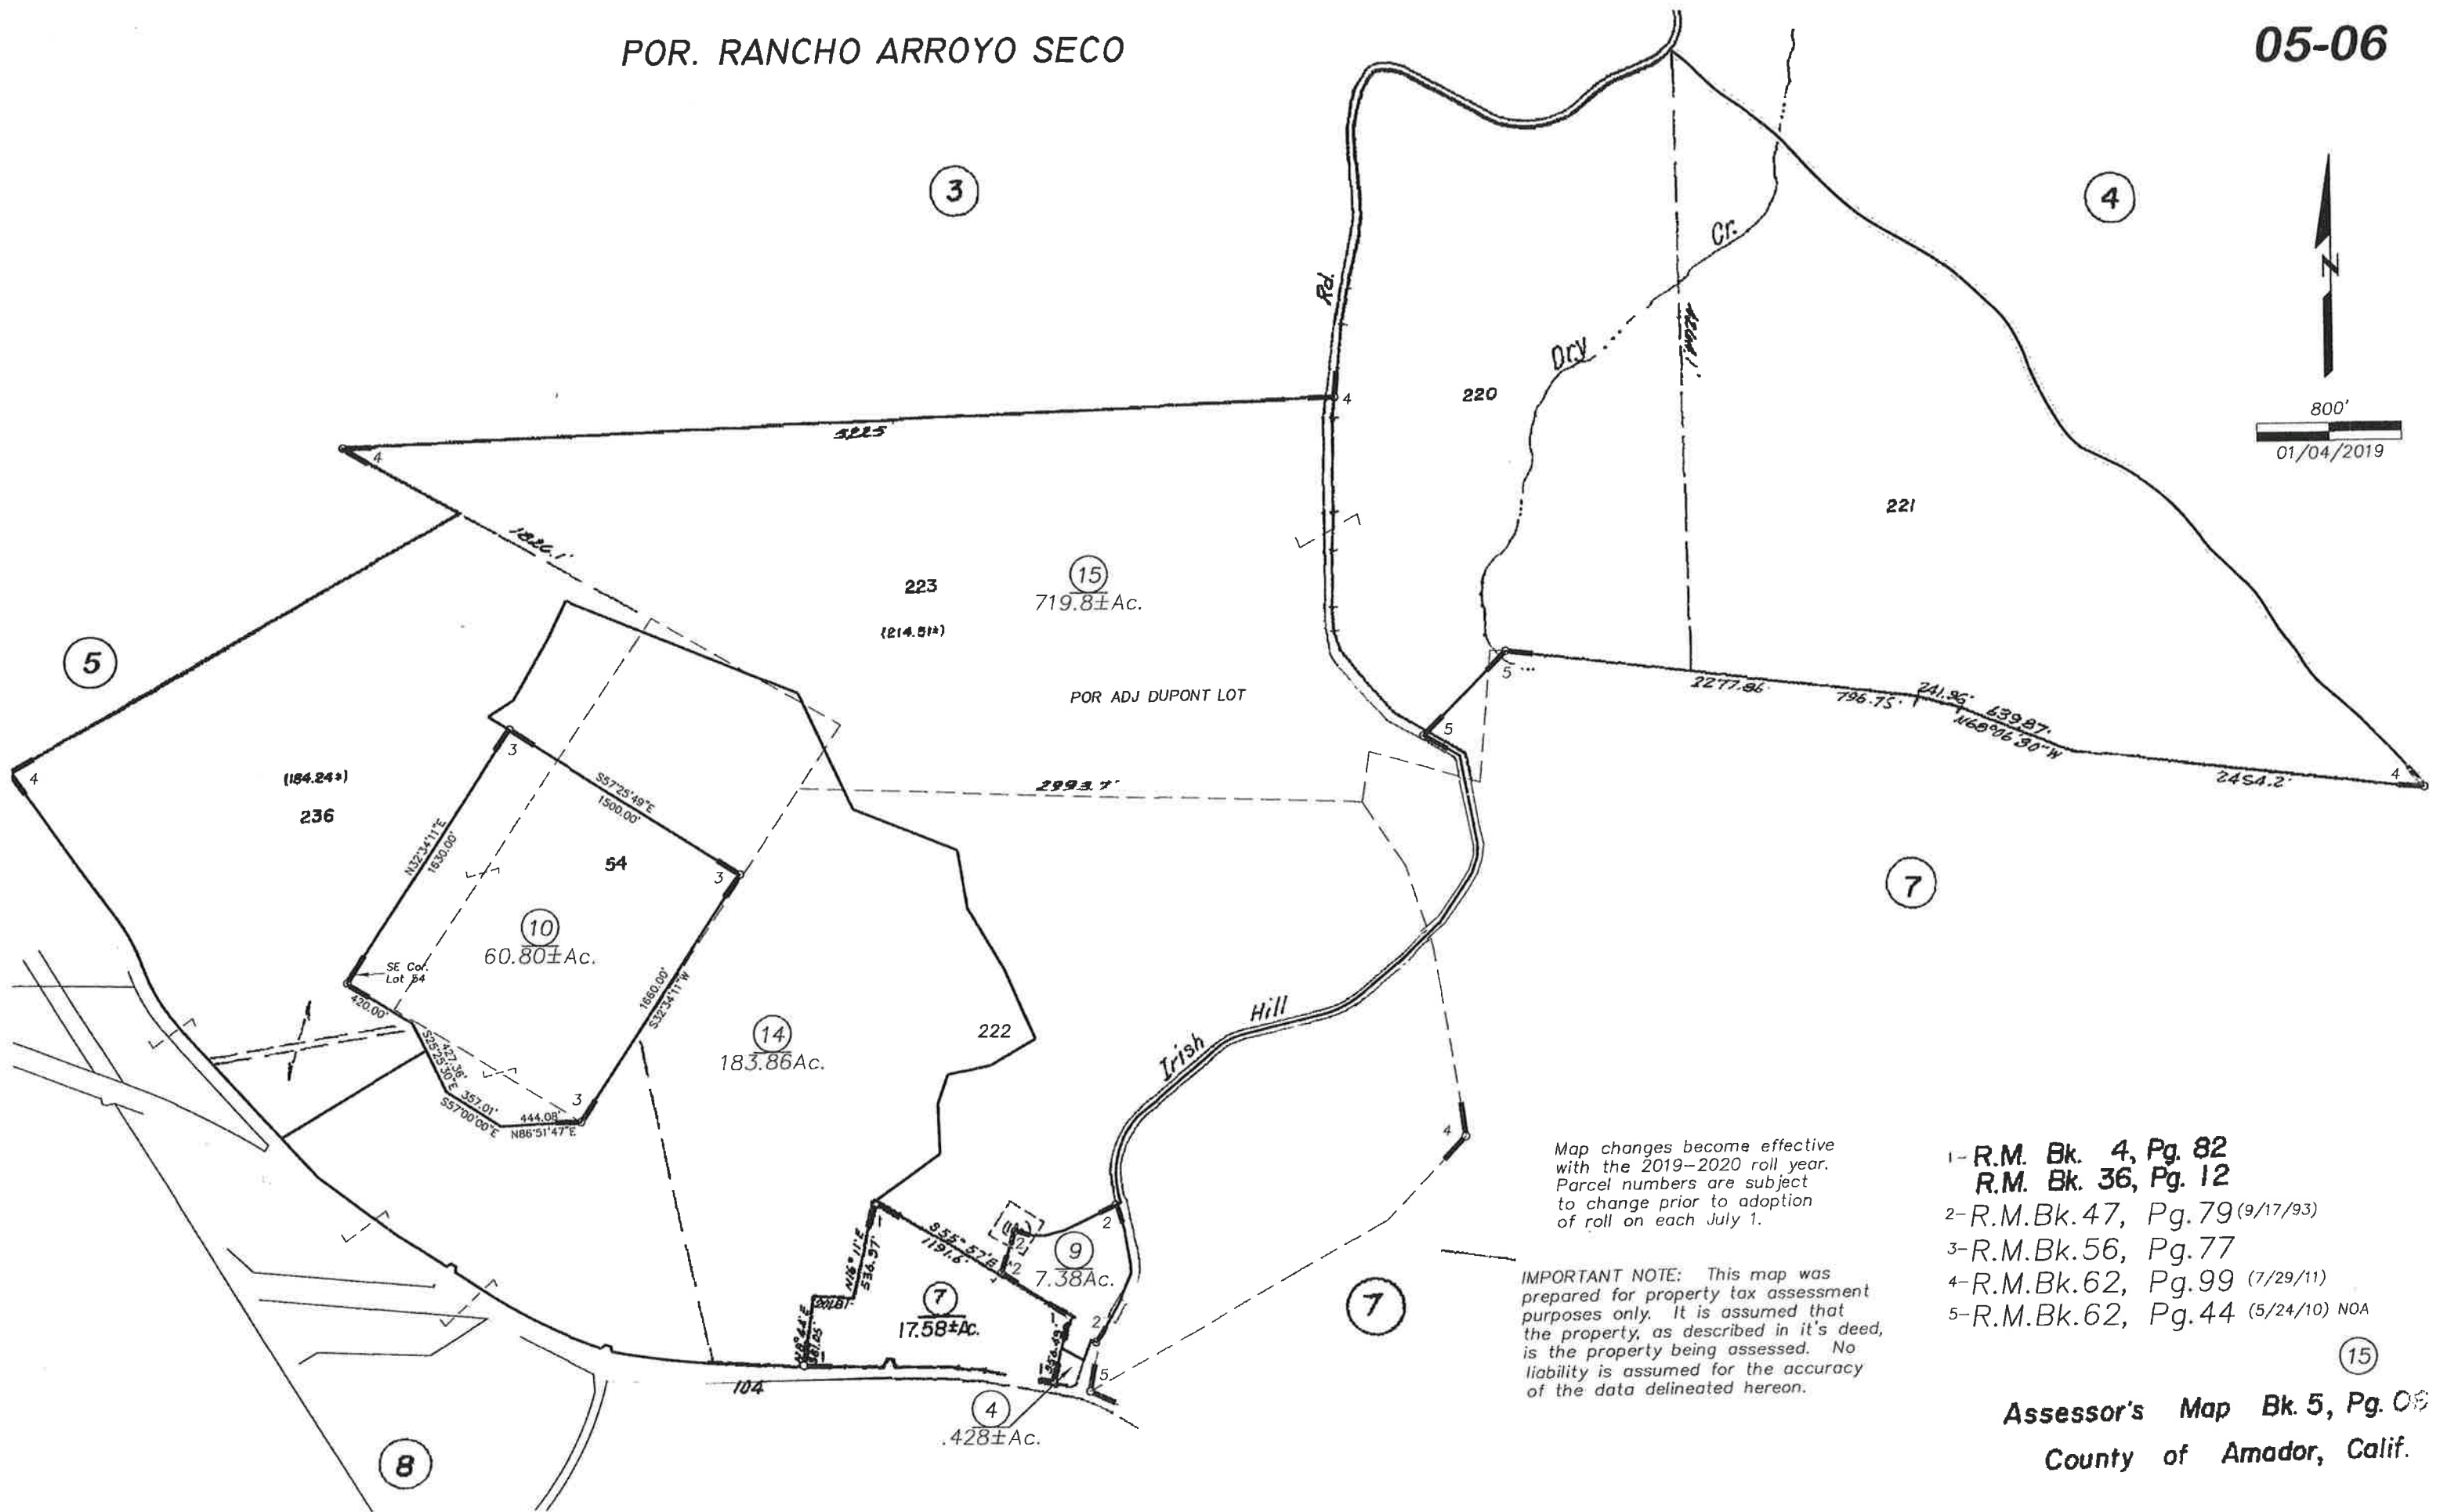 POR. RANCHO ARROYO SECO
05-06
3
4
N
800'
01/04/2019
Rd.
Cr.
Dry
220
4
5225
4
221
1826.1'
223
15
719.8±Ac.
(214.51±)
5
POR ADJ DUPONT LOT
5
5
2277.86'
796.75'
241.96'
639.87'
N68°06'30"W
2454.2'
4
4
(184.24±)
236
3
S57°25'49"E
1500.00'
2993.7'
N32°34'11"E
1630.00'
54
3
7
10
60.80±Ac.
SE Cor.
Lot 54
420.00'
1660.00'
S32°34'11"W
14
183.86Ac.
222
Irish Hill
427.36'
S25°25'30"E
357.01'
S57°00'00"E
444.08'
N86°51'47"E
3
4
Map changes become effective
with the 2019-2020 roll year.
Parcel numbers are subject
to change prior to adoption
of roll on each July 1.
1-R.M. Bk. 4, Pg. 82
R.M. Bk. 36, Pg. 12
2-R.M.Bk.47, Pg.79 (9/17/93)
3-R.M.Bk.56, Pg.77
4-R.M.Bk.62, Pg.99 (7/29/11)
5-R.M.Bk.62, Pg.44 (5/24/10) NOA
N16°11'E
536.97'
1191.6'
2
2
2
9
7.38Ac.
7
17.58±Ac.
2
5
7
IMPORTANT NOTE: This map was
prepared for property tax assessment
purposes only. It is assumed that
the property, as described in it's deed,
is the property being assessed. No
liability is assumed for the accuracy
of the data delineated hereon.
104
4
.428±Ac.
8
15
Assessor's Map Bk. 5, Pg.
County of Amador, Calif.